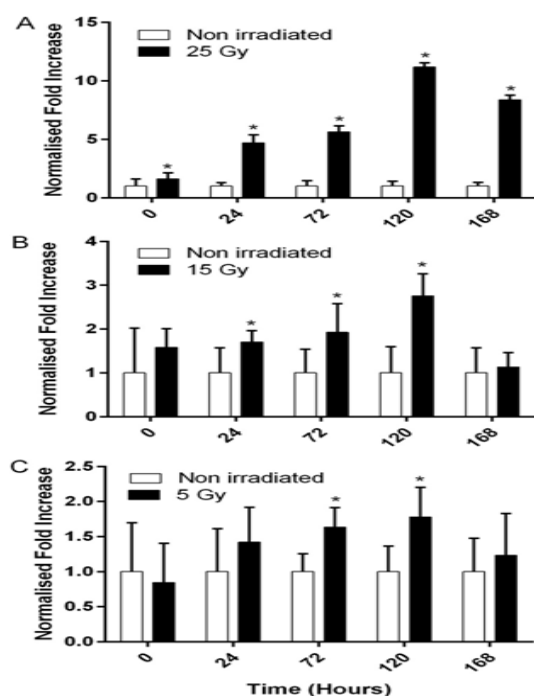 A
Normalised Fold Increase
15
10
5
0
Non irradiated
25 Gy
* * * * *
0 24 72 120 168
B
Normalised Fold Increase
4
3
2
1
0
Non irradiated
15 Gy
* * *
0 24 72 120 168
C
Normalised Fold Increase
2.5
2.0
1.5
1.0
0.5
0.0
Non irradiated
5 Gy
* *
0 24 72 120 168
Time (Hours)